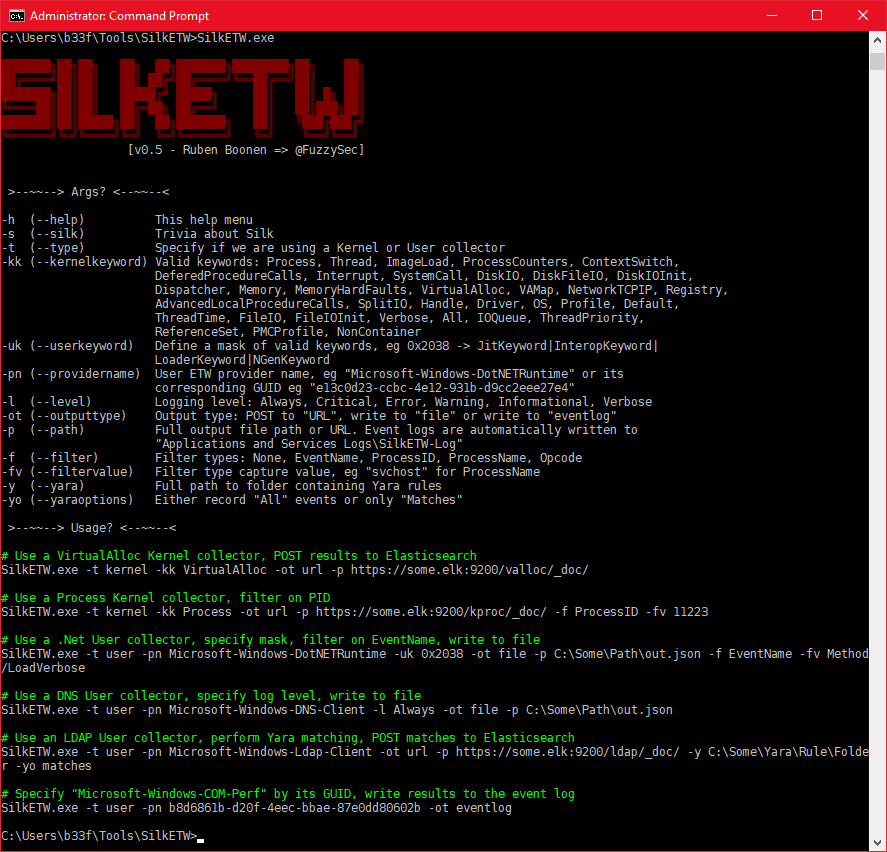 Administrator: Command Prompt
C:\Users\b33f\Tools\SilkETW>SilkETW.exe
SILKETW
[v0.5 - Ruben Boonen => @FuzzySec]
>--~~--> Args? <--~~--<
-h  (--help)          This help menu
-s  (--silk)          Trivia about Silk
-t  (--type)          Specify if we are using a Kernel or User collector
-kk (--kernelkeyword) Valid keywords: Process, Thread, ImageLoad, ProcessCounters, ContextSwitch,
DeferedProcedureCalls, Interrupt, SystemCall, DiskIO, DiskFileIO, DiskIOInit,
Dispatcher, Memory, MemoryHardFaults, VirtualAlloc, VAMap, NetworkTCPIP, Registry,
AdvancedLocalProcedureCalls, SplitIO, Handle, Driver, OS, Profile, Default,
ThreadTime, FileIO, FileIOInit, Verbose, All, IOQueue, ThreadPriority,
ReferenceSet, PMCProfile, NonContainer
-uk (--userkeyword)   Define a mask of valid keywords, eg 0x2038 -> JitKeyword|InteropKeyword|
LoaderKeyword|NGenKeyword
-pn (--providername)  User ETW provider name, eg "Microsoft-Windows-DotNETRuntime" or its
corresponding GUID eg "e13c0d23-ccbc-4e12-931b-d9cc2eee27e4"
-l  (--level)         Logging level: Always, Critical, Error, Warning, Informational, Verbose
-ot (--outputtype)    Output type: POST to "URL", write to "file" or write to "eventlog"
-p  (--path)          Full output file path or URL. Event logs are automatically written to
"Applications and Services Logs\SilkETW-Log"
-f  (--filter)        Filter types: None, EventName, ProcessID, ProcessName, Opcode
-fv (--filtervalue)   Filter type capture value, eg "svchost" for ProcessName
-y  (--yara)          Full path to folder containing Yara rules
-yo (--yaraoptions)   Either record "All" events or only "Matches"
>--~~--> Usage? <--~~--<
# Use a VirtualAlloc Kernel collector, POST results to Elasticsearch
SilkETW.exe -t kernel -kk VirtualAlloc -ot url -p https://some.elk:9200/valloc/_doc/
# Use a Process Kernel collector, filter on PID
SilkETW.exe -t kernel -kk Process -ot url -p https://some.elk:9200/kproc/_doc/ -f ProcessID -fv 11223
# Use a .Net User collector, specify mask, filter on EventName, write to file
SilkETW.exe -t user -pn Microsoft-Windows-DotNETRuntime -uk 0x2038 -ot file -p C:\Some\Path\out.json -f EventName -fv Method
/LoadVerbose
# Use a DNS User collector, specify log level, write to file
SilkETW.exe -t user -pn Microsoft-Windows-DNS-Client -l Always -ot file -p C:\Some\Path\out.json
# Use an LDAP User collector, perform Yara matching, POST matches to Elasticsearch
SilkETW.exe -t user -pn Microsoft-Windows-Ldap-Client -ot url -p https://some.elk:9200/ldap/_doc/ -y C:\Some\Yara\Rule\Folde
r -yo matches
# Specify "Microsoft-Windows-COM-Perf" by its GUID, write results to the event log
SilkETW.exe -t user -pn b8d6861b-d20f-4eec-bbae-87e0dd80602b -ot eventlog
C:\Users\b33f\Tools\SilkETW>